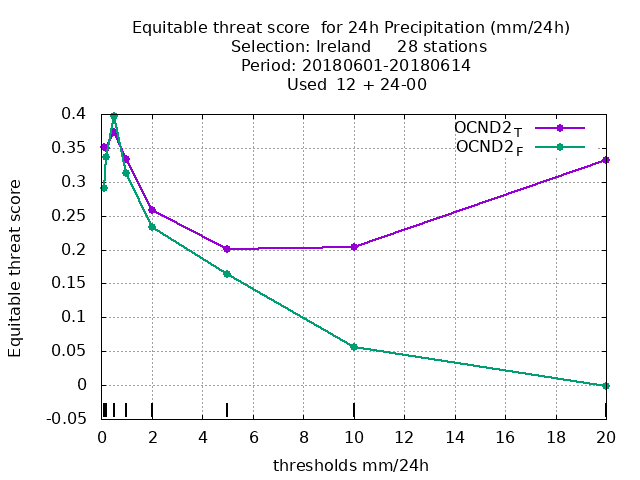 Equitable threat score  for 24h Precipitation (mm/24h)
Selection: Ireland     28 stations
Period: 20180601-20180614
Used  12 + 24-00
OCND2T
OCND2F
Equitable threat score
0.4
0.35
0.3
0.25
0.2
0.15
0.1
0.05
0
-0.05
0 2 4 6 8 10 12 14 16 18 20
thresholds mm/24h